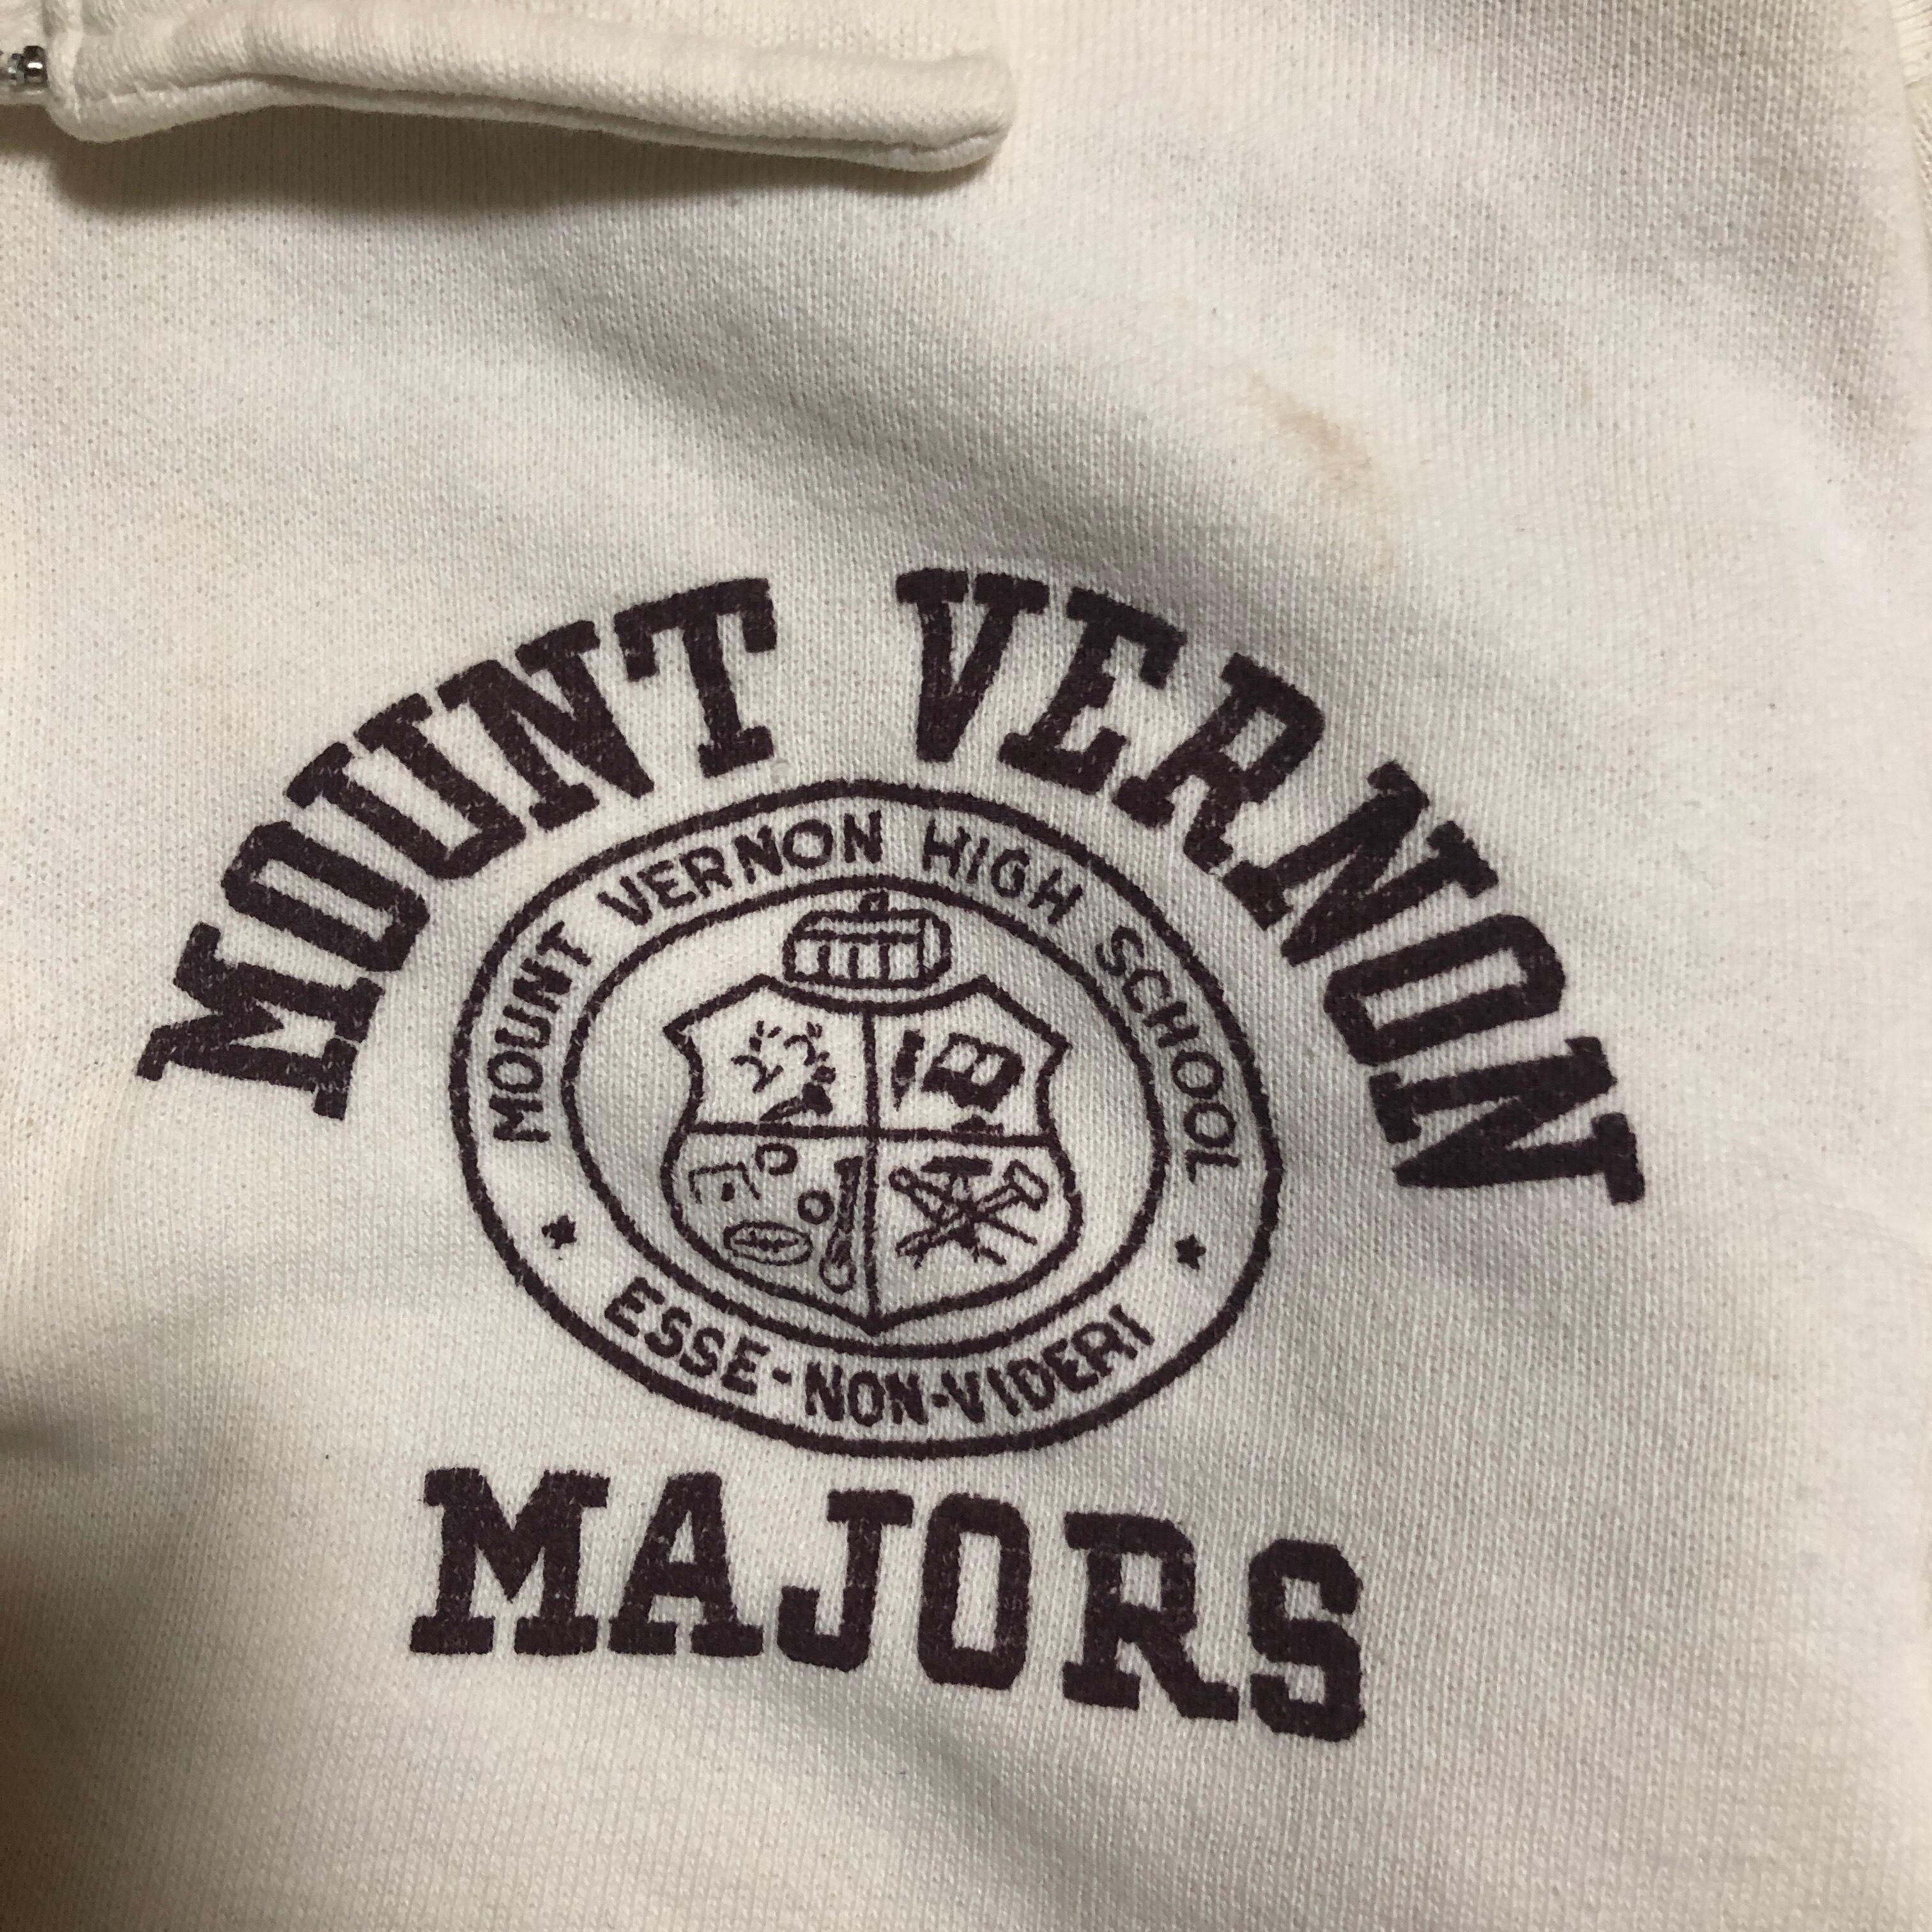 MOUNT VERNON
MOUNT VERNON HIGH SCHOOL
ESSE-NON-VIDERI
MAJORS